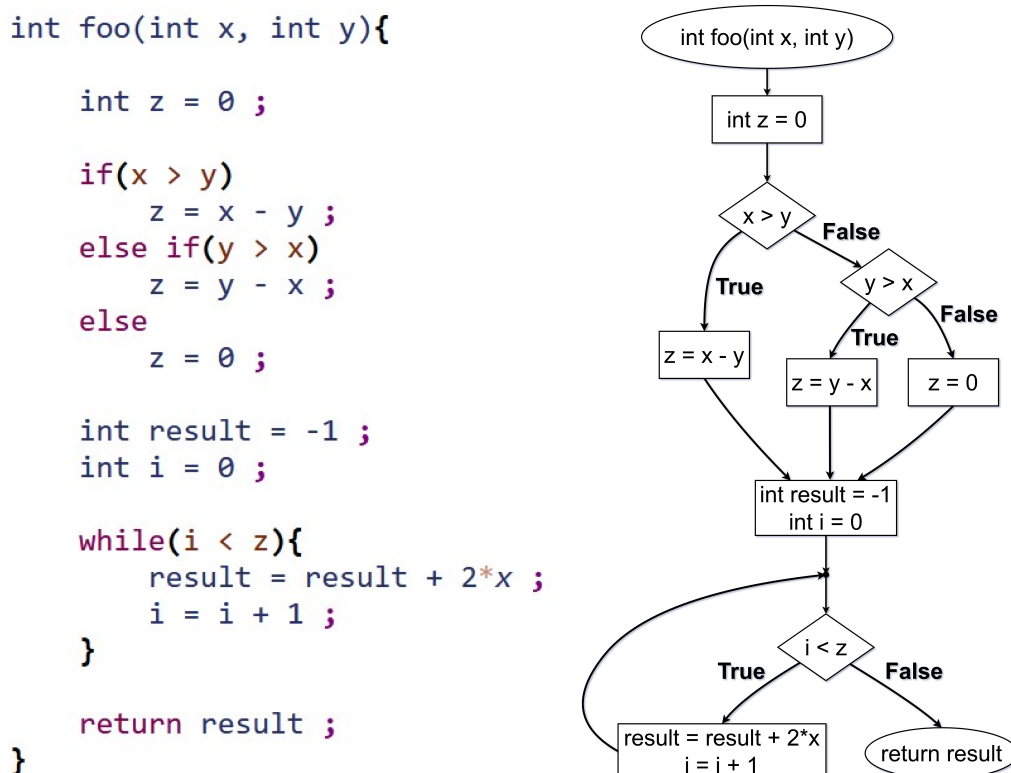 int foo(int x, int y){
int z = 0 ;
if(x > y)
z = x - y ;
else if(y > x)
z = y - x ;
else
z = 0 ;
int result = -1 ;
int i = 0 ;
while(i < z){
result = result + 2*x ;
i = i + 1 ;
}
return result ;
}
int foo(int x, int y)
int z = 0
x > y
False
True
y > x
False
True
z = x - y
z = y - x
z = 0
int result = -1
int i = 0
i < z
True
False
result = result + 2*x
i = i + 1
return result